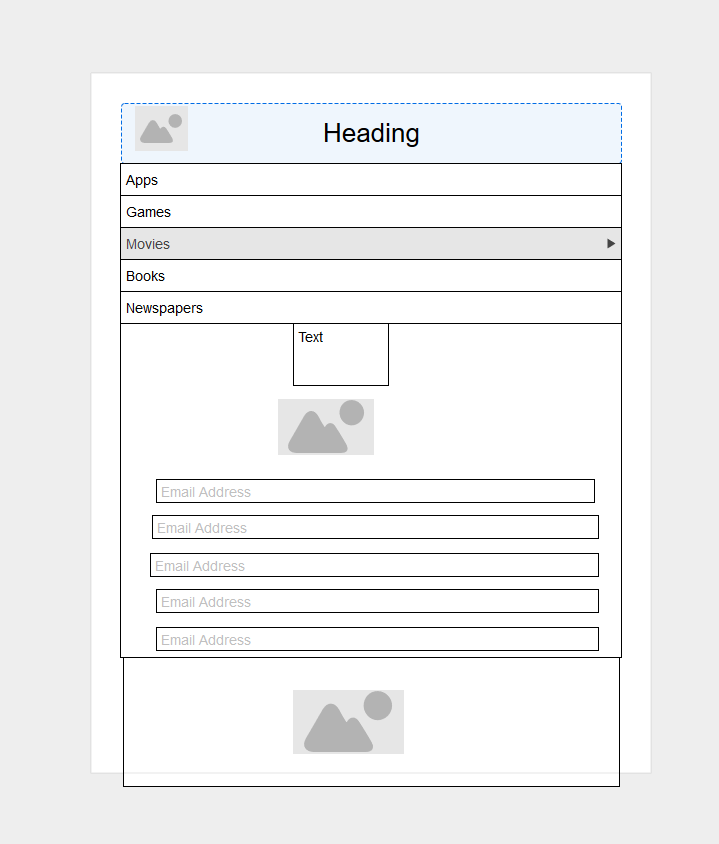 Heading
Apps
Games
Movies
Books
Newspapers
Text
Email Address
Email Address
Email Address
Email Address
Email Address